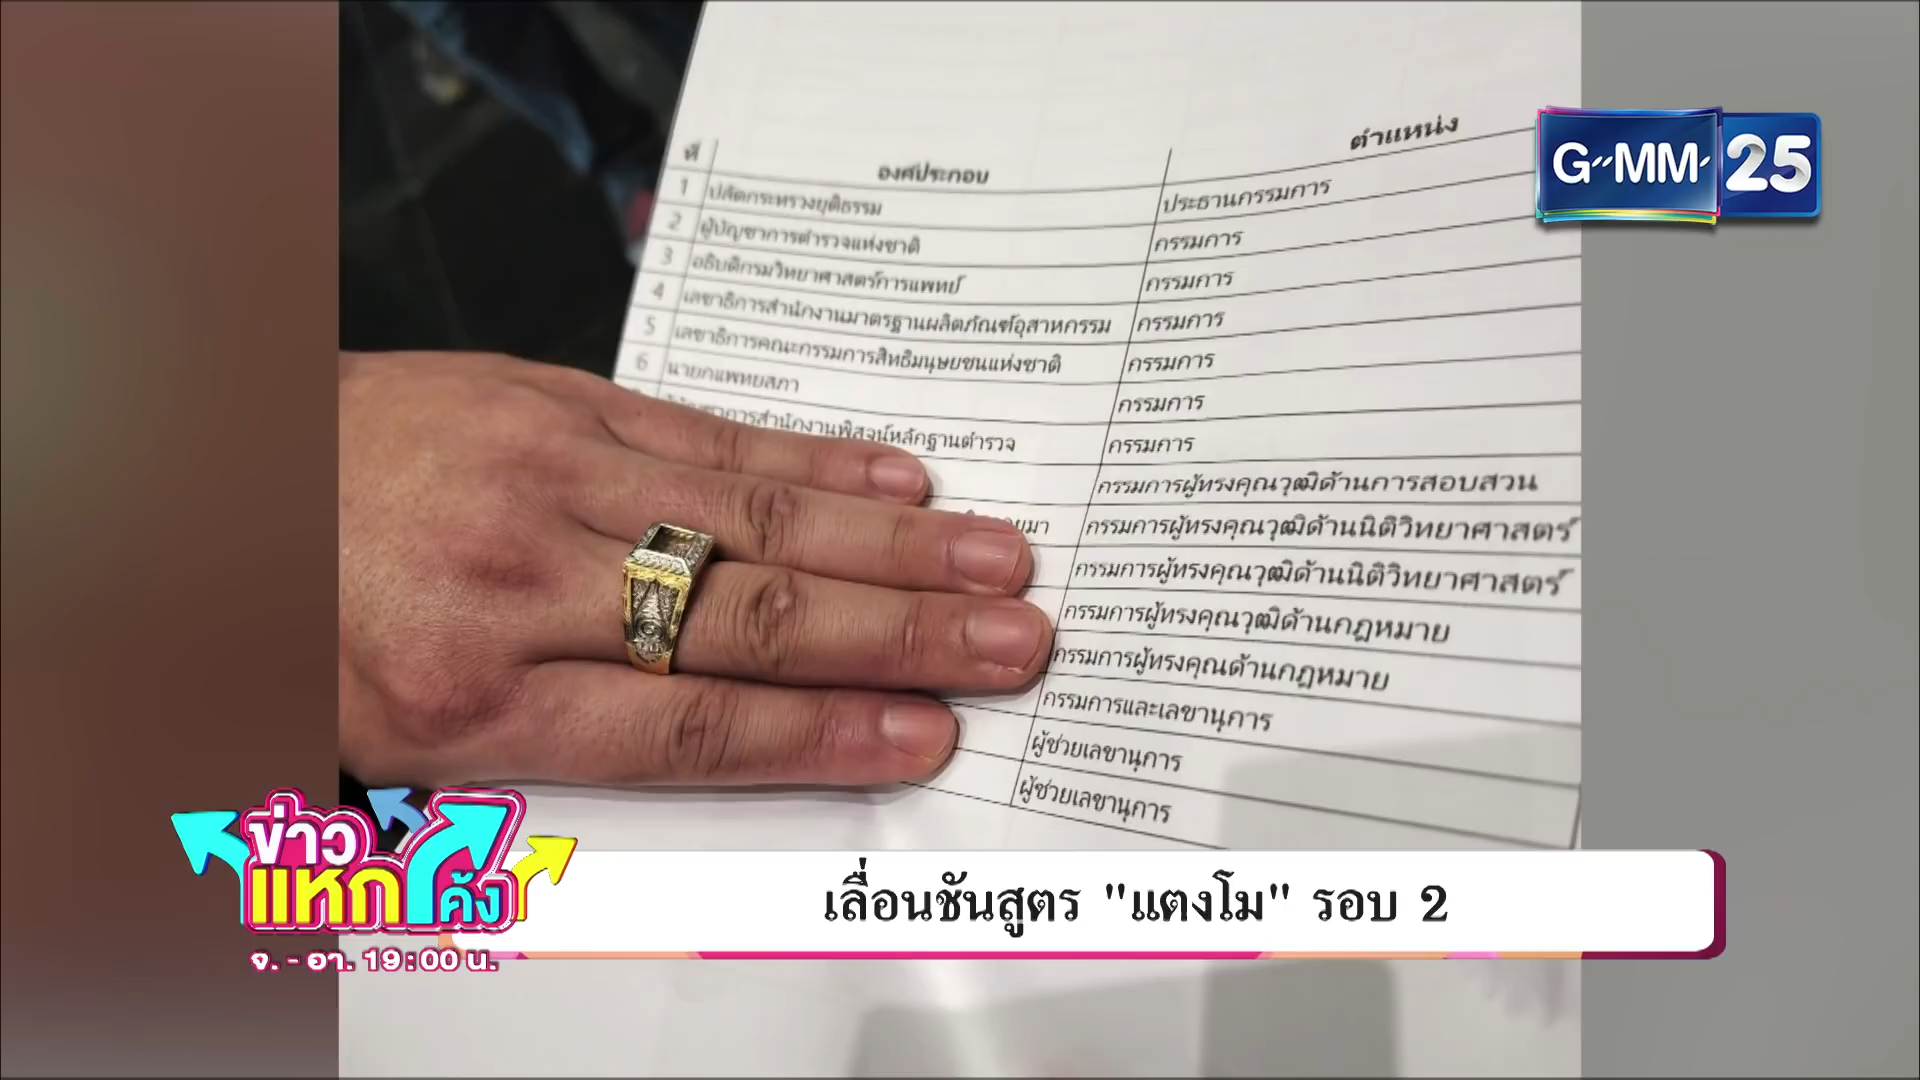 ที่ องค์ประกอบ ตำแหน่ง
1 ปลัดกระทรวงยุติธรรม ประธานกรรมการ
2 ผู้บัญชาการตำรวจแห่งชาติ กรรมการ
3 อธิบดีกรมวิทยาศาสตร์การแพทย์ กรรมการ
4 เลขาธิการสำนักงานมาตรฐานผลิตภัณฑ์อุสาหกรรม กรรมการ
5 เลขาธิการคณะกรรมการสิทธิมนุษยชนแห่งชาติ กรรมการ
6 นายกแพทยสภา กรรมการ
การสำนักงานพิสูจน์หลักฐานตำรวจ กรรมการ
กรรมการผู้ทรงคุณวุฒิด้านการสอบสวน
กรรมการผู้ทรงคุณวุฒิด้านนิติวิทยาศาสตร์
กรรมการผู้ทรงคุณวุฒิด้านนิติวิทยาศาสตร์
กรรมการผู้ทรงคุณวุฒิด้านกฎหมาย
กรรมการผู้ทรงคุณด้านกฎหมาย
กรรมการและเลขานุการ
ผู้ช่วยเลขานุการ
ผู้ช่วยเลขานุการ
GMM 25
ข่าว
แหกโค้ง
จ. - อา. 19:00 น.
เลื่อนชันสูตร "แตงโม" รอบ 2